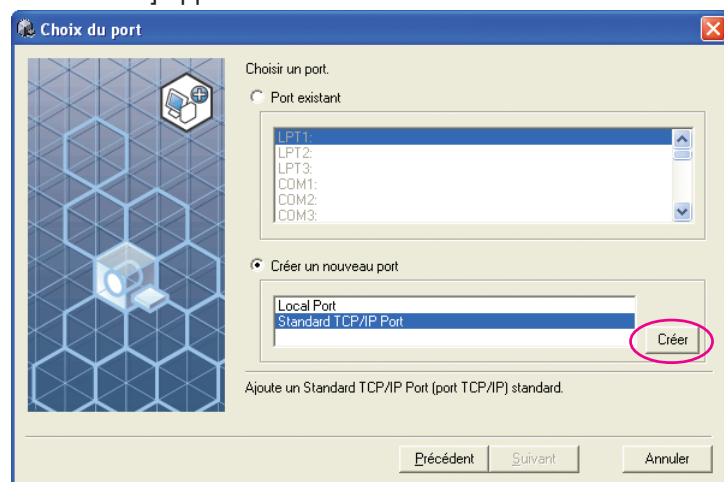 Choix du port
Choisir un port.
Port existant
LPT1:
LPT2:
LPT3:
COM1:
COM2:
COM3:
Créer un nouveau port
Local Port
Standard TCP/IP Port
Créer
Ajoute un Standard TCP/IP Port (port TCP/IP) standard.
Précédent Suivant Annuler